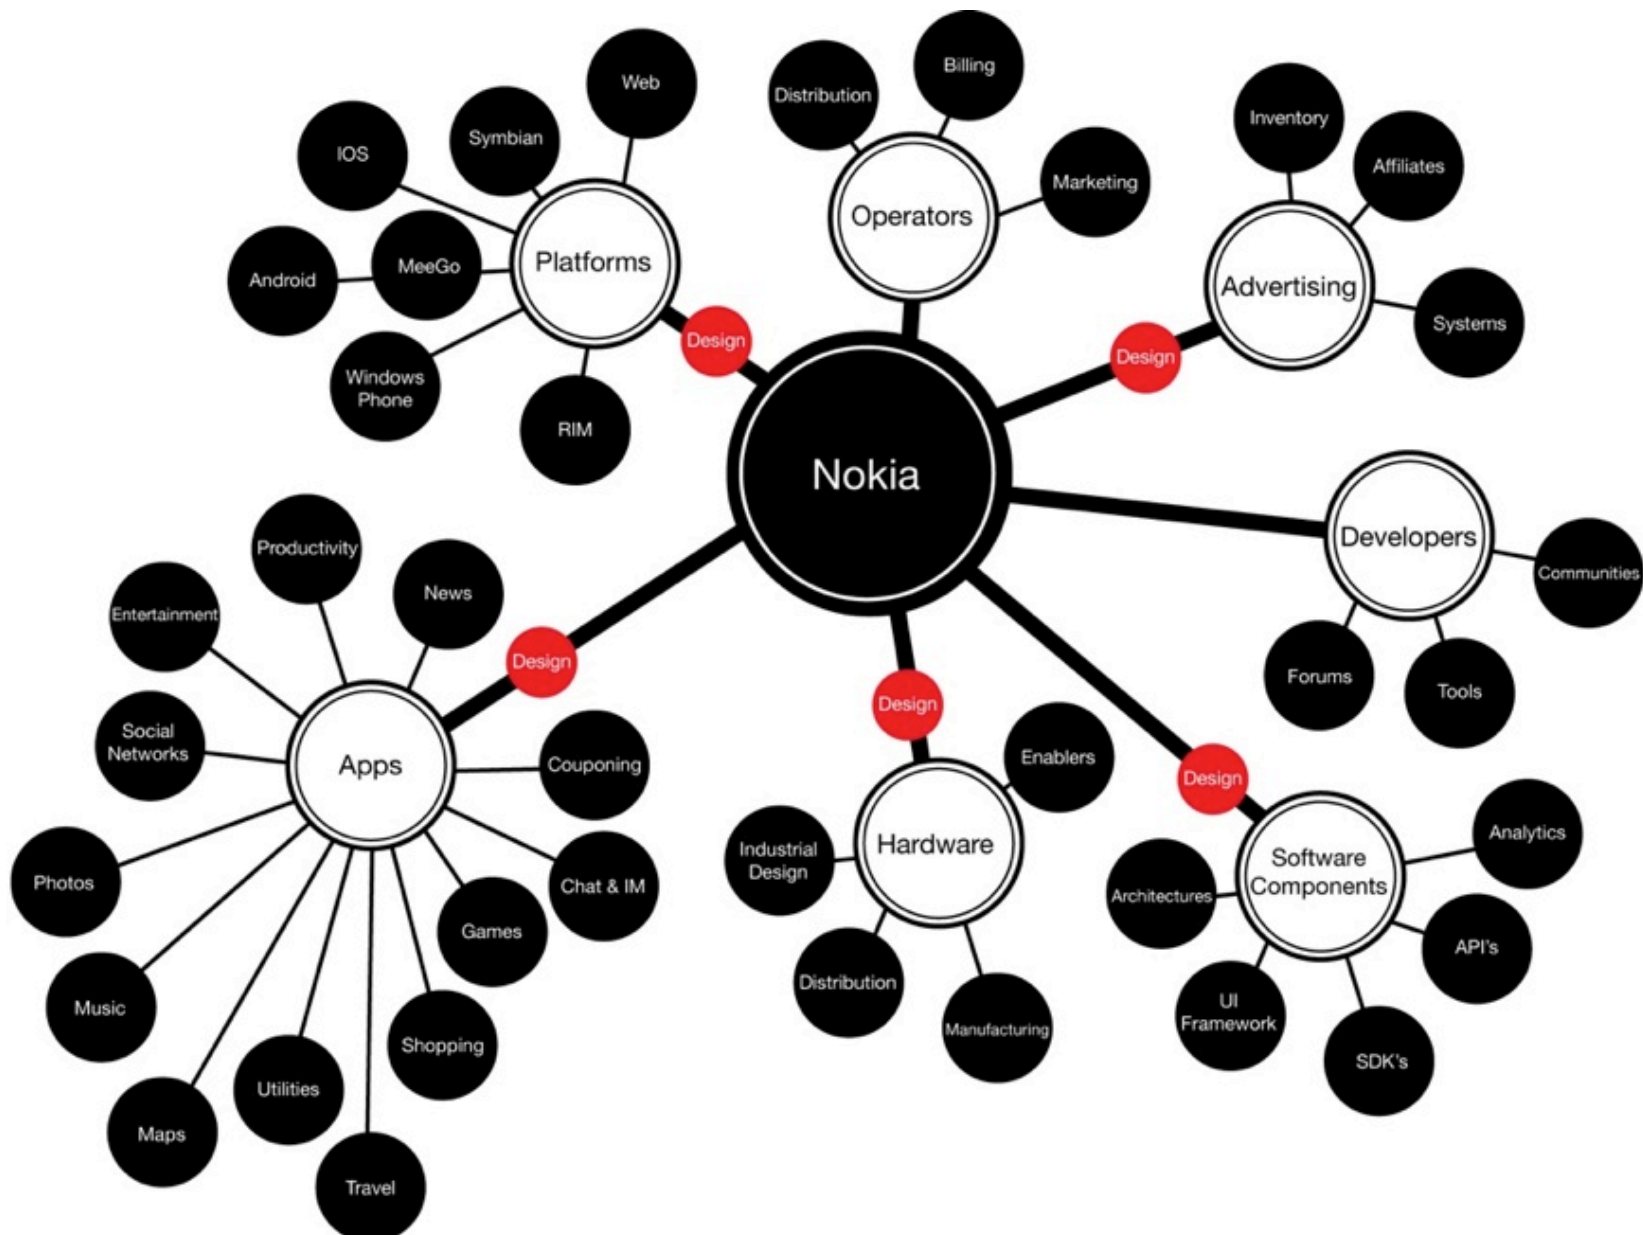 Web
Billing
Distribution
Symbian
IOS
Inventory
Affiliates
Marketing
Operators
Platforms
MeeGo
Android
Advertising
Systems
Design
Design
Windows
Phone
RIM
Nokia
Developers
Communities
Productivity
News
Entertainment
Design
Forums
Tools
Design
Social
Networks
Apps
Couponing
Enablers
Design
Industrial
Design
Hardware
Software
Components
Analytics
Photos
Chat & IM
Architectures
Games
API's
Distribution
Music
UI
Framework
Manufacturing
Shopping
SDK's
Utilities
Maps
Travel